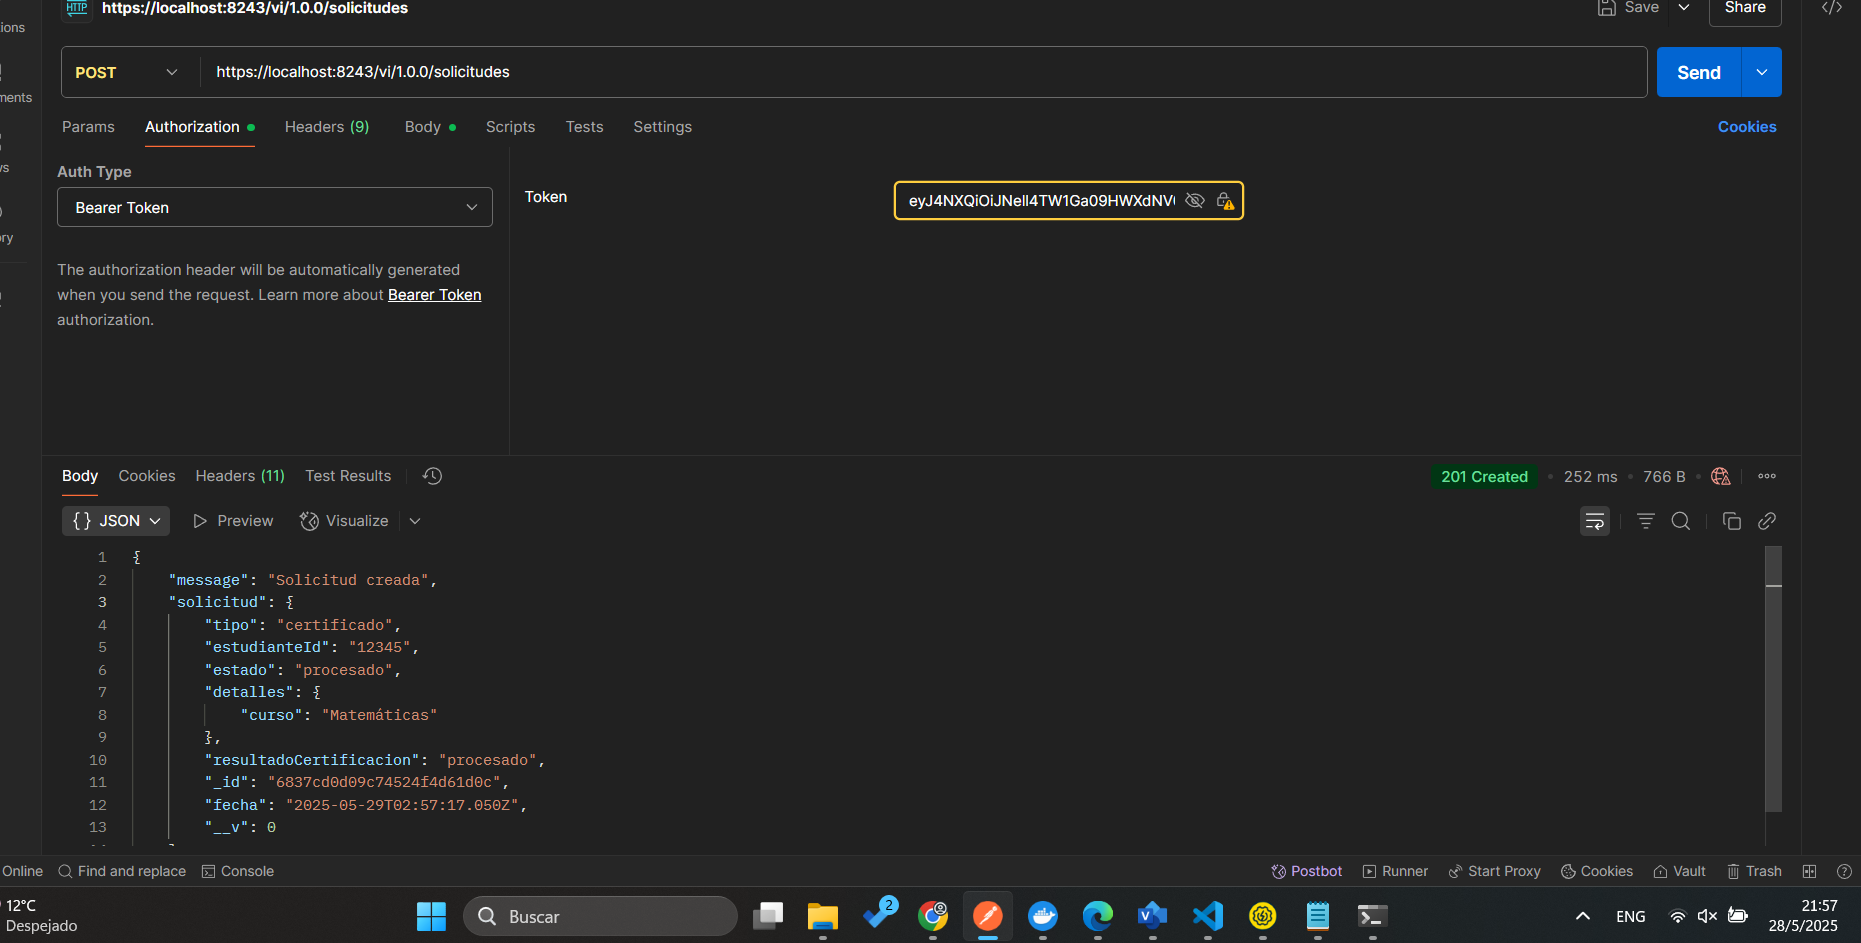 HTTP https://localhost:8243/vi/1.0.0/solicitudes Save Share
ions
POST https://localhost:8243/vi/1.0.0/solicitudes Send
ments
Params Authorization Headers (9) Body Scripts Tests Settings Cookies
Auth Type
Bearer Token
Token
The authorization header will be automatically generated
when you send the request. Learn more about Bearer Token
authorization.
ory
Body Cookies Headers (11) Test Results 201 Created 252 ms 766 B
{} JSON Preview Visualize
1 {
2 "message": "Solicitud creada",
3 "solicitud": {
4 "tipo": "certificado",
5 "estudianteId": "12345",
6 "estado": "procesado",
7 "detalles": {
8 "curso": "Matemáticas"
9 },
10 "resultadoCertificacion": "procesado",
11 "_id": "6837cd0d09c74524f4d61d0c",
12 "fecha": "2025-05-29T02:57:17.050Z",
13 "__v": 0
Online Find and replace Console Postbot Runner Start Proxy Cookies Vault Trash
12°C
Despejado
Buscar
2
ENG
21:57
28/5/2025